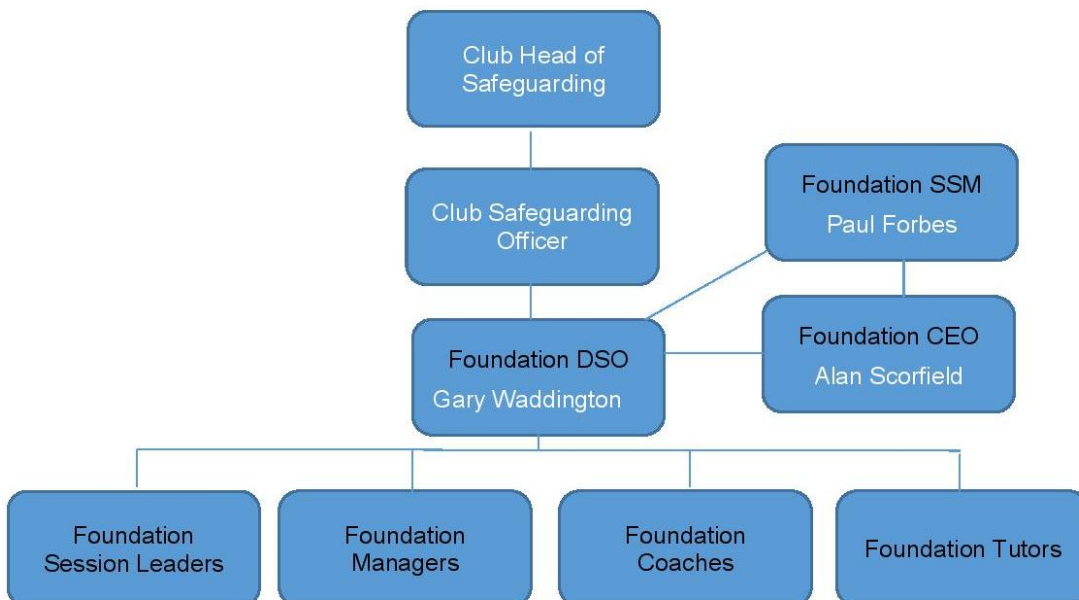 Club Head of
Safeguarding
Club Safeguarding
Officer
Foundation SSM
Paul Forbes
Foundation DSO
Gary Waddington
Foundation CEO
Alan Scorfield
Foundation
Session Leaders
Foundation
Managers
Foundation
Coaches
Foundation Tutors